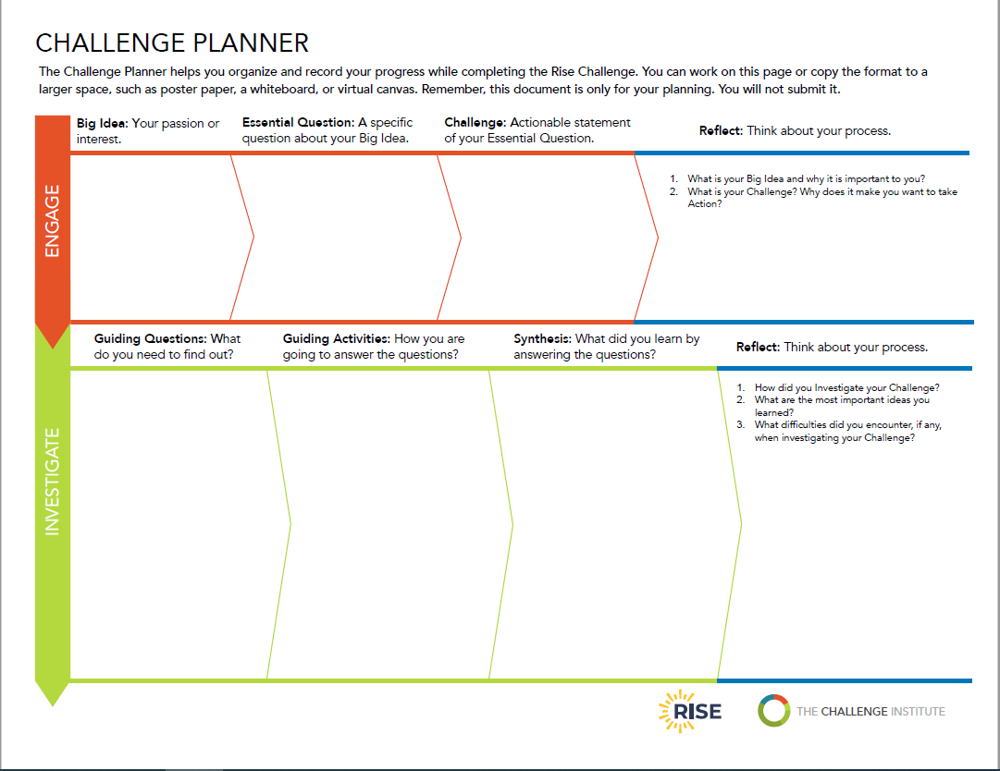 CHALLENGE PLANNER
The Challenge Planner helps you organize and record your progress while completing the Rise Challenge. You can work on this page or copy the format to a
larger space, such as poster paper, a whiteboard, or virtual canvas. Remember, this document is only for your planning. You will not submit it.
Big Idea: Your passion or
interest.
Essential Question: A specific
question about your Big Idea.
Challenge: Actionable statement
of your Essential Question.
Reflect: Think about your process.
ENGAGE
1. What is your Big Idea and why it is important to you?
2. What is your Challenge? Why does it make you want to take
Action?
Guiding Questions: What
do you need to find out?
Guiding Activities: How you are
going to answer the questions?
Synthesis: What did you learn by
answering the questions?
Reflect: Think about your process.
INVESTIGATE
1. How did you Investigate your Challenge?
2. What are the most important ideas you
learned?
3. What difficulties did you encounter, if any,
when investigating your Challenge?
RISE
THE CHALLENGE INSTITUTE